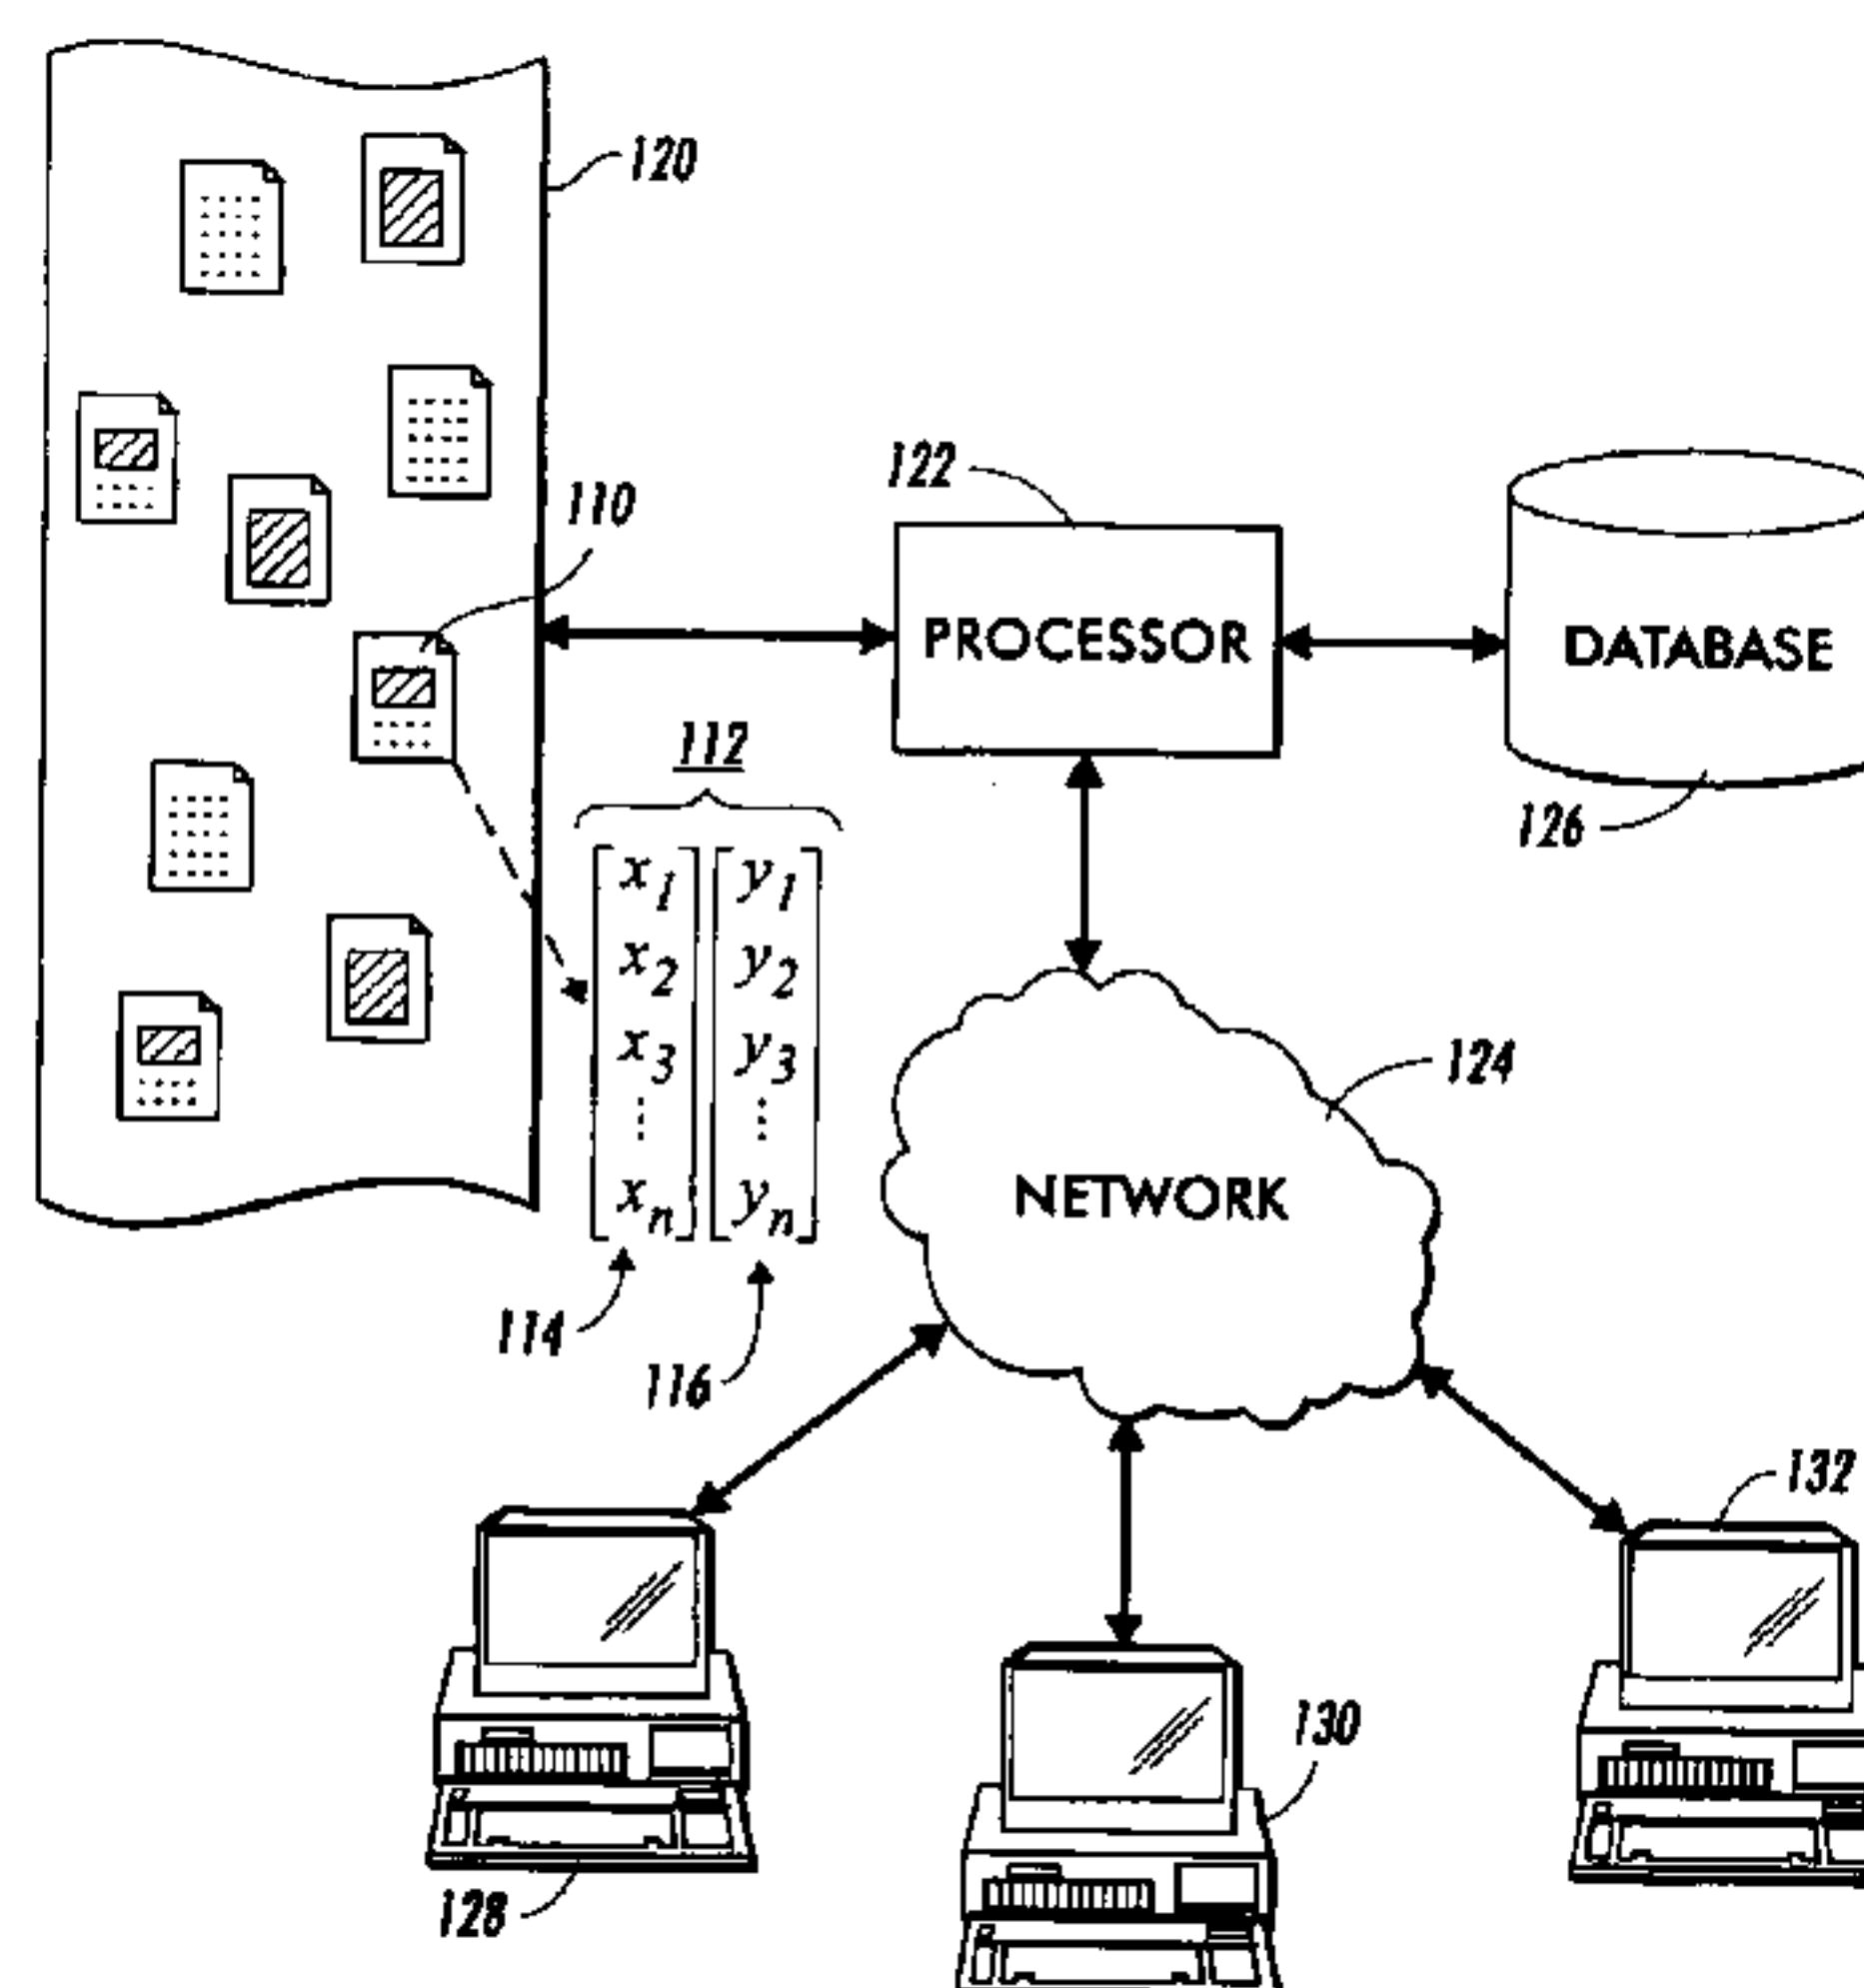 120
122
110
PROCESSOR
DATABASE
112
126
x1 y1
x2 y2
x3 y3
⋮ ⋮
xn yn
124
NETWORK
114
116
132
130
128